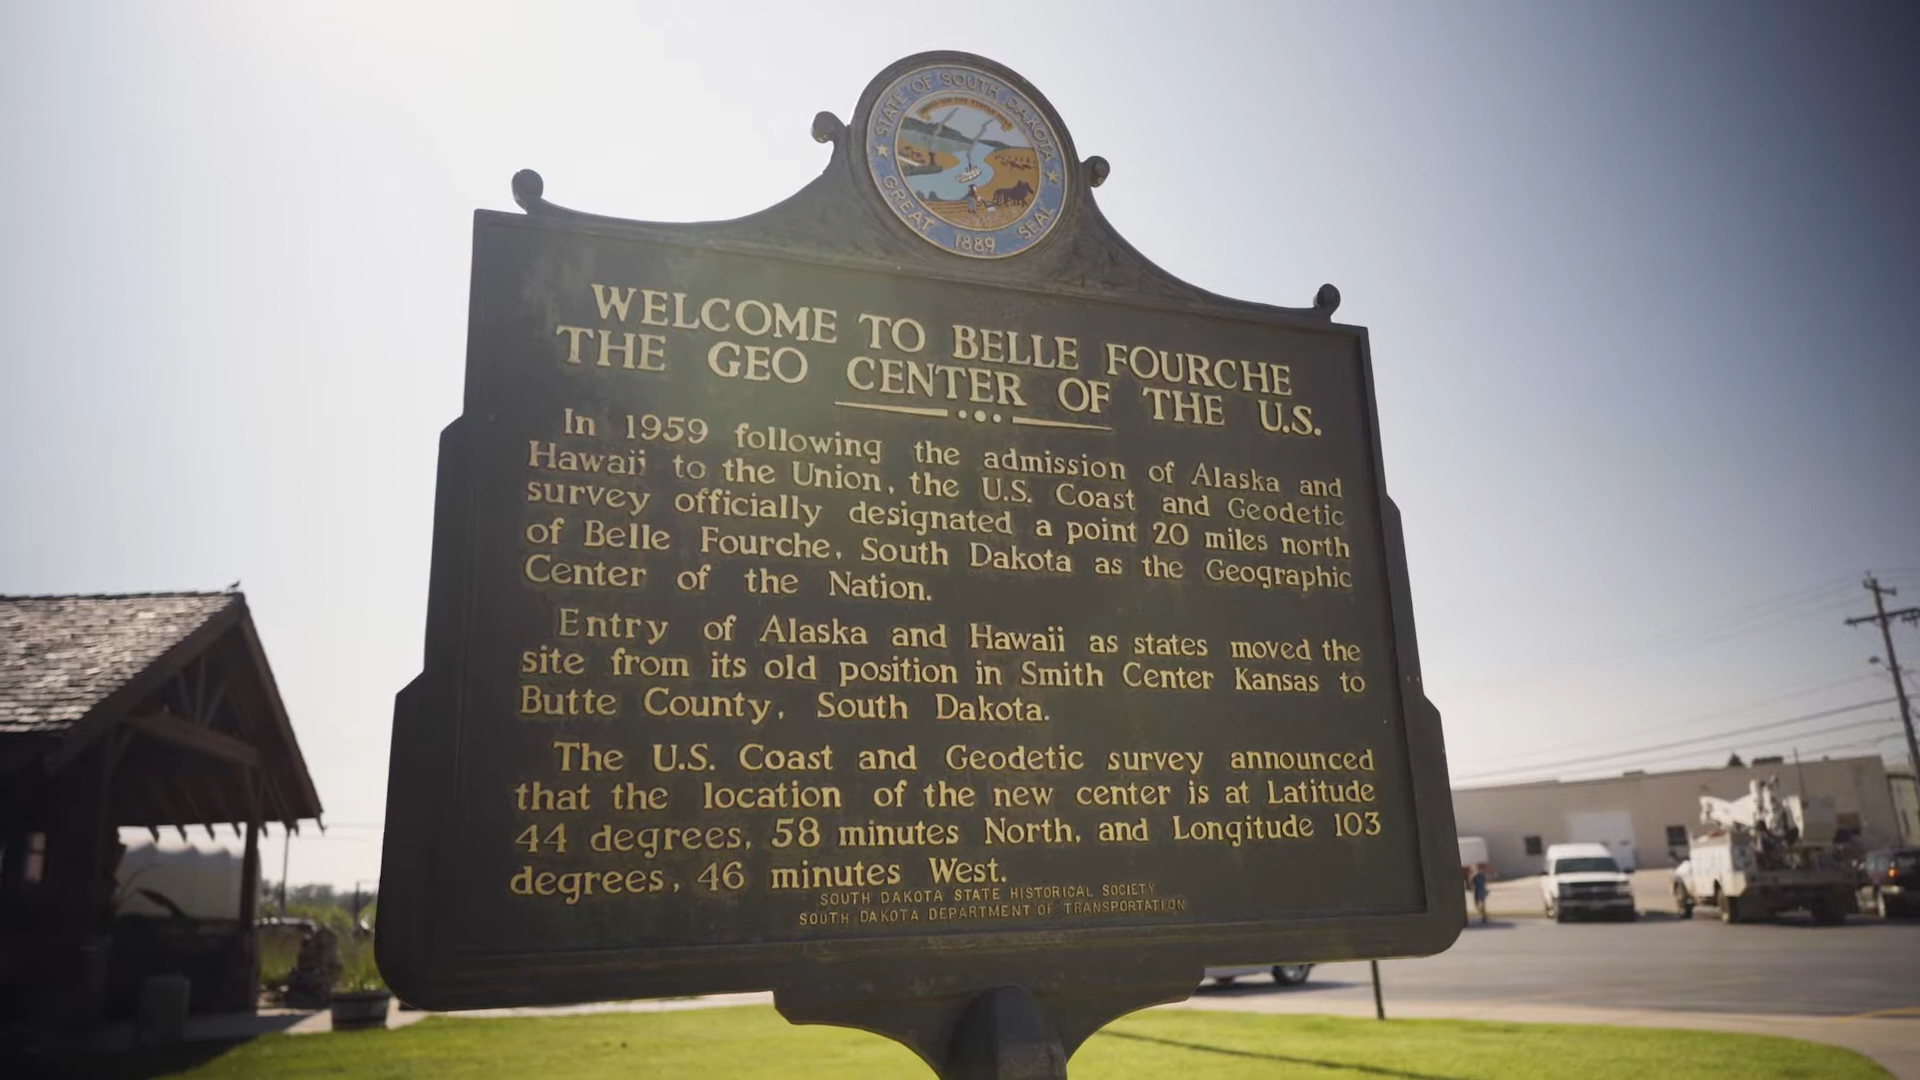 STATE OF SOUTH DAKOTA
GREAT SEAL
1889
WELCOME TO BELLE FOURCHE
THE GEO CENTER OF THE U.S.
In 1959 following the admission of Alaska and
Hawaii to the Union, the U.S. Coast and Geodetic
survey officially designated a point 20 miles north
of Belle Fourche, South Dakota as the Geographic
Center of the Nation.
Entry of Alaska and Hawaii as states moved the
site from its old position in Smith Center Kansas to
Butte County, South Dakota.
The U.S. Coast and Geodetic survey announced
that the location of the new center is at Latitude
44 degrees, 58 minutes North, and Longitude 103
degrees, 46 minutes West.
SOUTH DAKOTA STATE HISTORICAL SOCIETY
SOUTH DAKOTA DEPARTMENT OF TRANSPORTATION